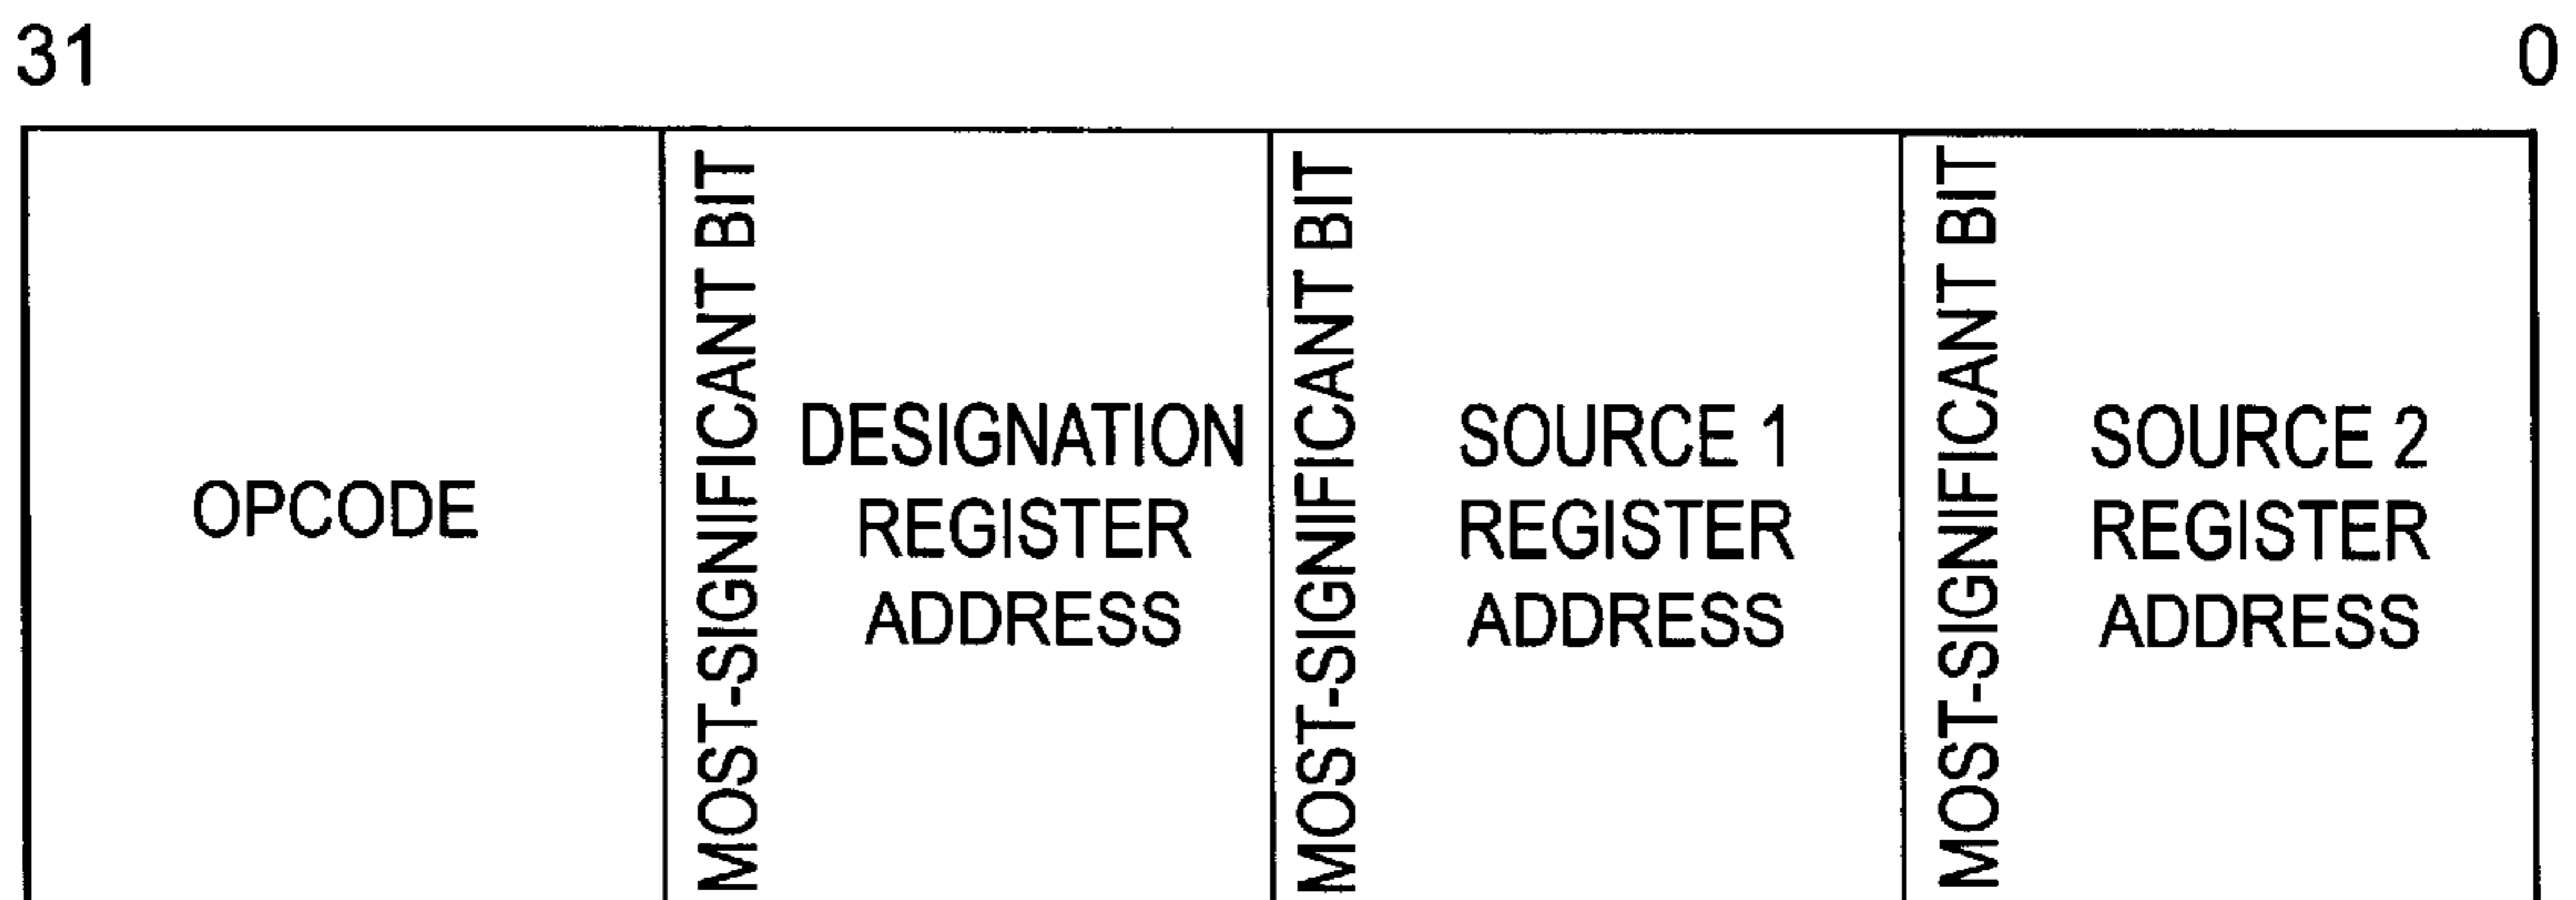 31
0
OPCODE
MOST-SIGNIFICANT BIT
DESIGNATION
REGISTER
ADDRESS
MOST-SIGNIFICANT BIT
SOURCE 1
REGISTER
ADDRESS
MOST-SIGNIFICANT BIT
SOURCE 2
REGISTER
ADDRESS